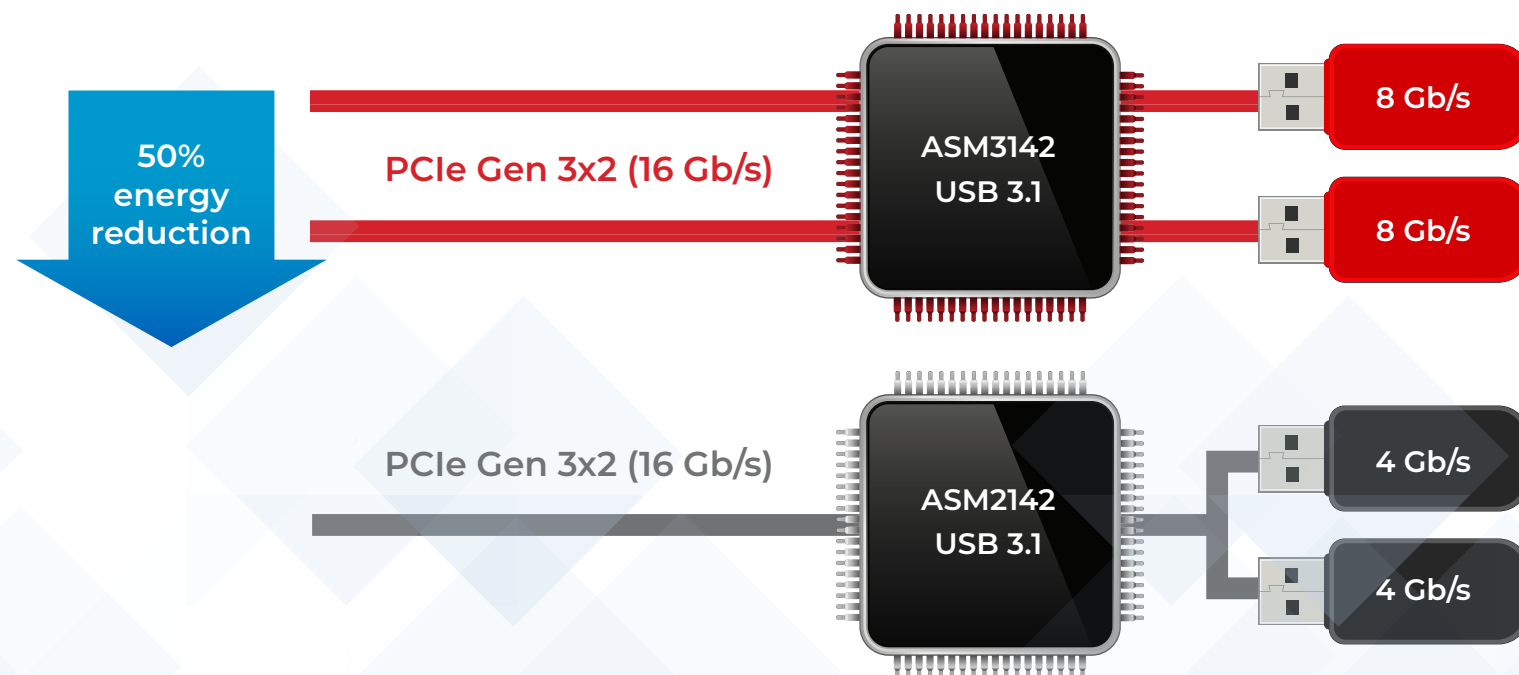 50%
energy
reduction
PCIe Gen 3x2 (16 Gb/s)
ASM3142
USB 3.1
8 Gb/s
8 Gb/s
PCIe Gen 3x2 (16 Gb/s)
ASM2142
USB 3.1
4 Gb/s
4 Gb/s